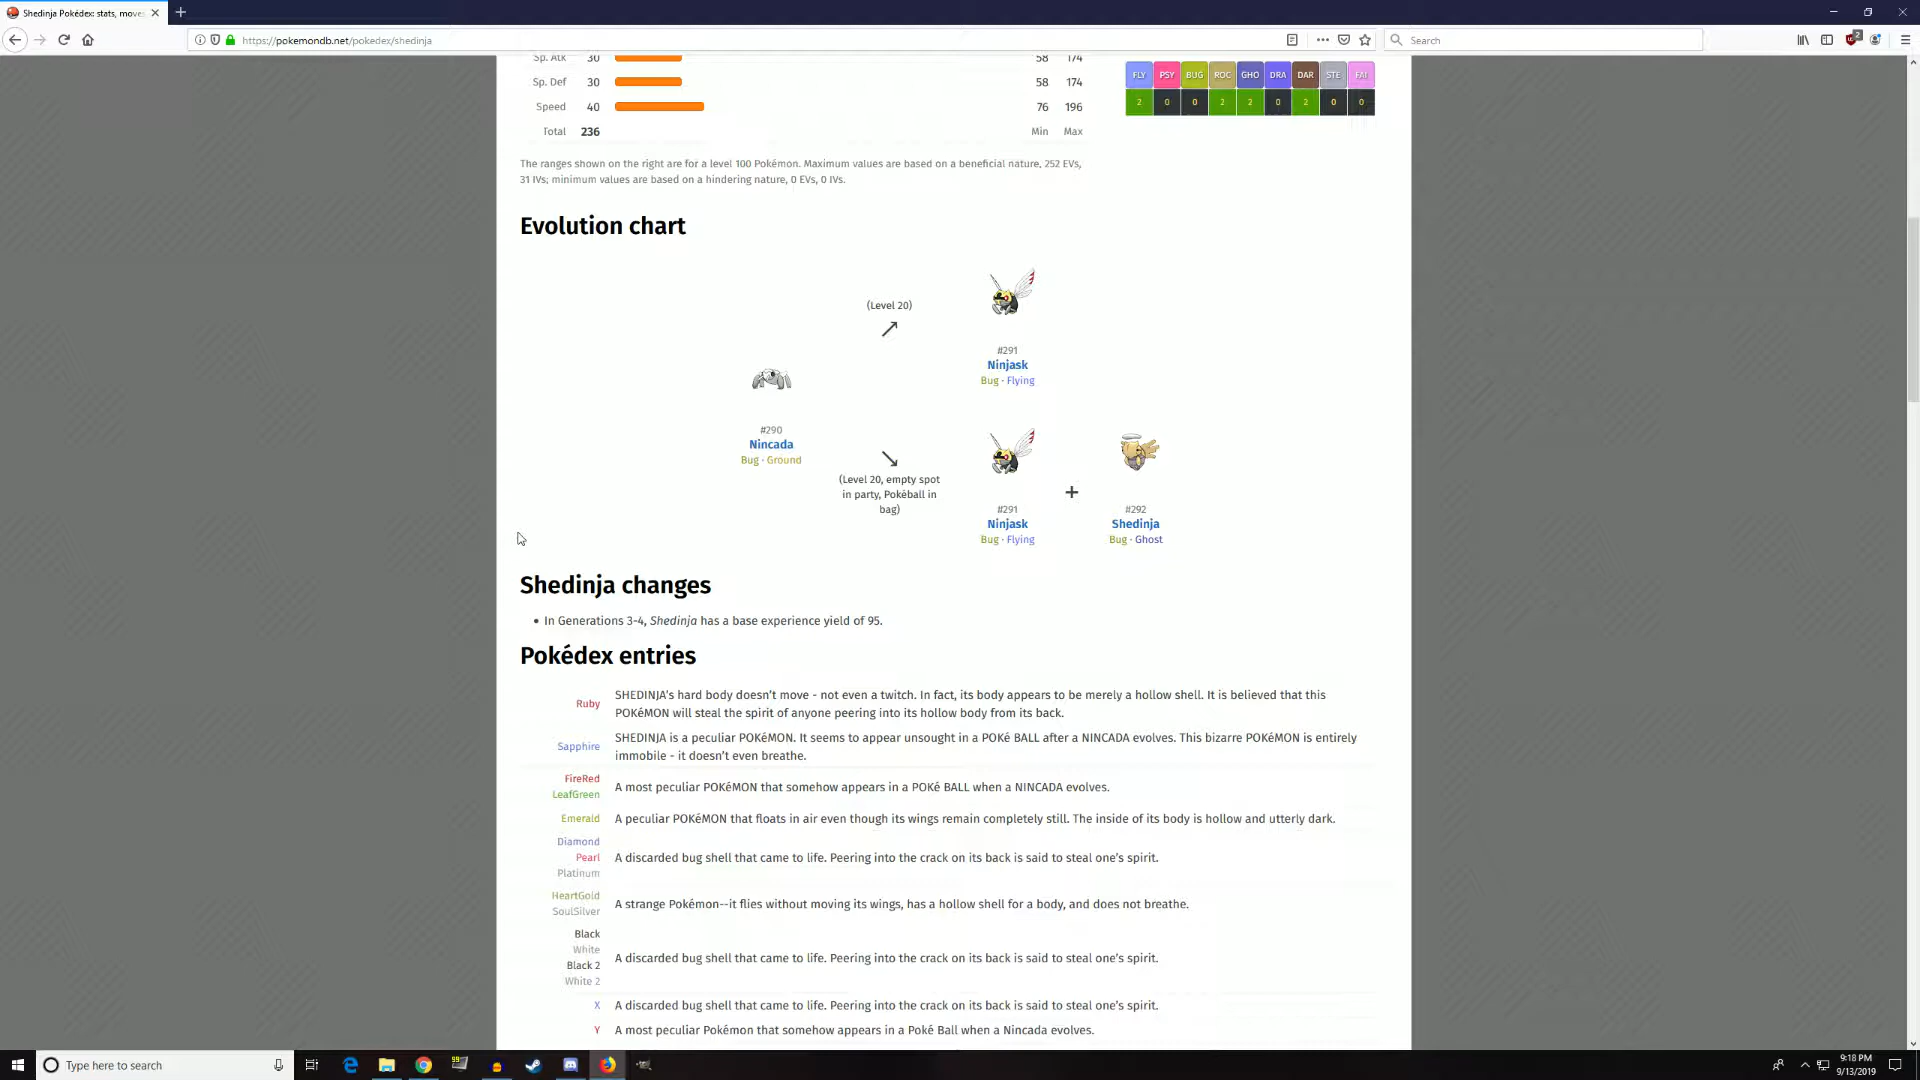 Shedinja Pokédex: stats, moves
https://pokemondb.net/pokedex/shedinja
Search
2
Sp. Atk 30 58 174
Sp. Def 30 58 174
Speed 40 76 196
Total 236 Min Max
FLY PSY BUG ROC GHO DRA DAR STE FAI
2 0 0 2 2 0 2 0 0
The ranges shown on the right are for a level 100 Pokémon. Maximum values are based on a beneficial nature, 252 EVs,
31 IVs; minimum values are based on a hindering nature, 0 EVs, 0 IVs.
Evolution chart
(Level 20)
#291
Ninjask
Bug · Flying
#290
Nincada
Bug · Ground
(Level 20, empty spot
in party, Pokéball in
bag)
#291
Ninjask
Bug · Flying
+
#292
Shedinja
Bug · Ghost
Shedinja changes
• In Generations 3-4, Shedinja has a base experience yield of 95.
Pokédex entries
Ruby
SHEDINJA's hard body doesn't move - not even a twitch. In fact, its body appears to be merely a hollow shell. It is believed that this
POKéMON will steal the spirit of anyone peering into its hollow body from its back.
Sapphire
SHEDINJA is a peculiar POKéMON. It seems to appear unsought in a POKé BALL after a NINCADA evolves. This bizarre POKéMON is entirely
immobile - it doesn't even breathe.
FireRed
LeafGreen
A most peculiar POKéMON that somehow appears in a POKé BALL when a NINCADA evolves.
Emerald
A peculiar POKéMON that floats in air even though its wings remain completely still. The inside of its body is hollow and utterly dark.
Diamond
Pearl
Platinum
A discarded bug shell that came to life. Peering into the crack on its back is said to steal one's spirit.
HeartGold
SoulSilver
A strange Pokémon--it flies without moving its wings, has a hollow shell for a body, and does not breathe.
Black
White
Black 2
White 2
A discarded bug shell that came to life. Peering into the crack on its back is said to steal one's spirit.
X
A discarded bug shell that came to life. Peering into the crack on its back is said to steal one's spirit.
Y
A most peculiar Pokémon that somehow appears in a Poké Ball when a Nincada evolves.
Type here to search
9:18 PM
9/13/2019